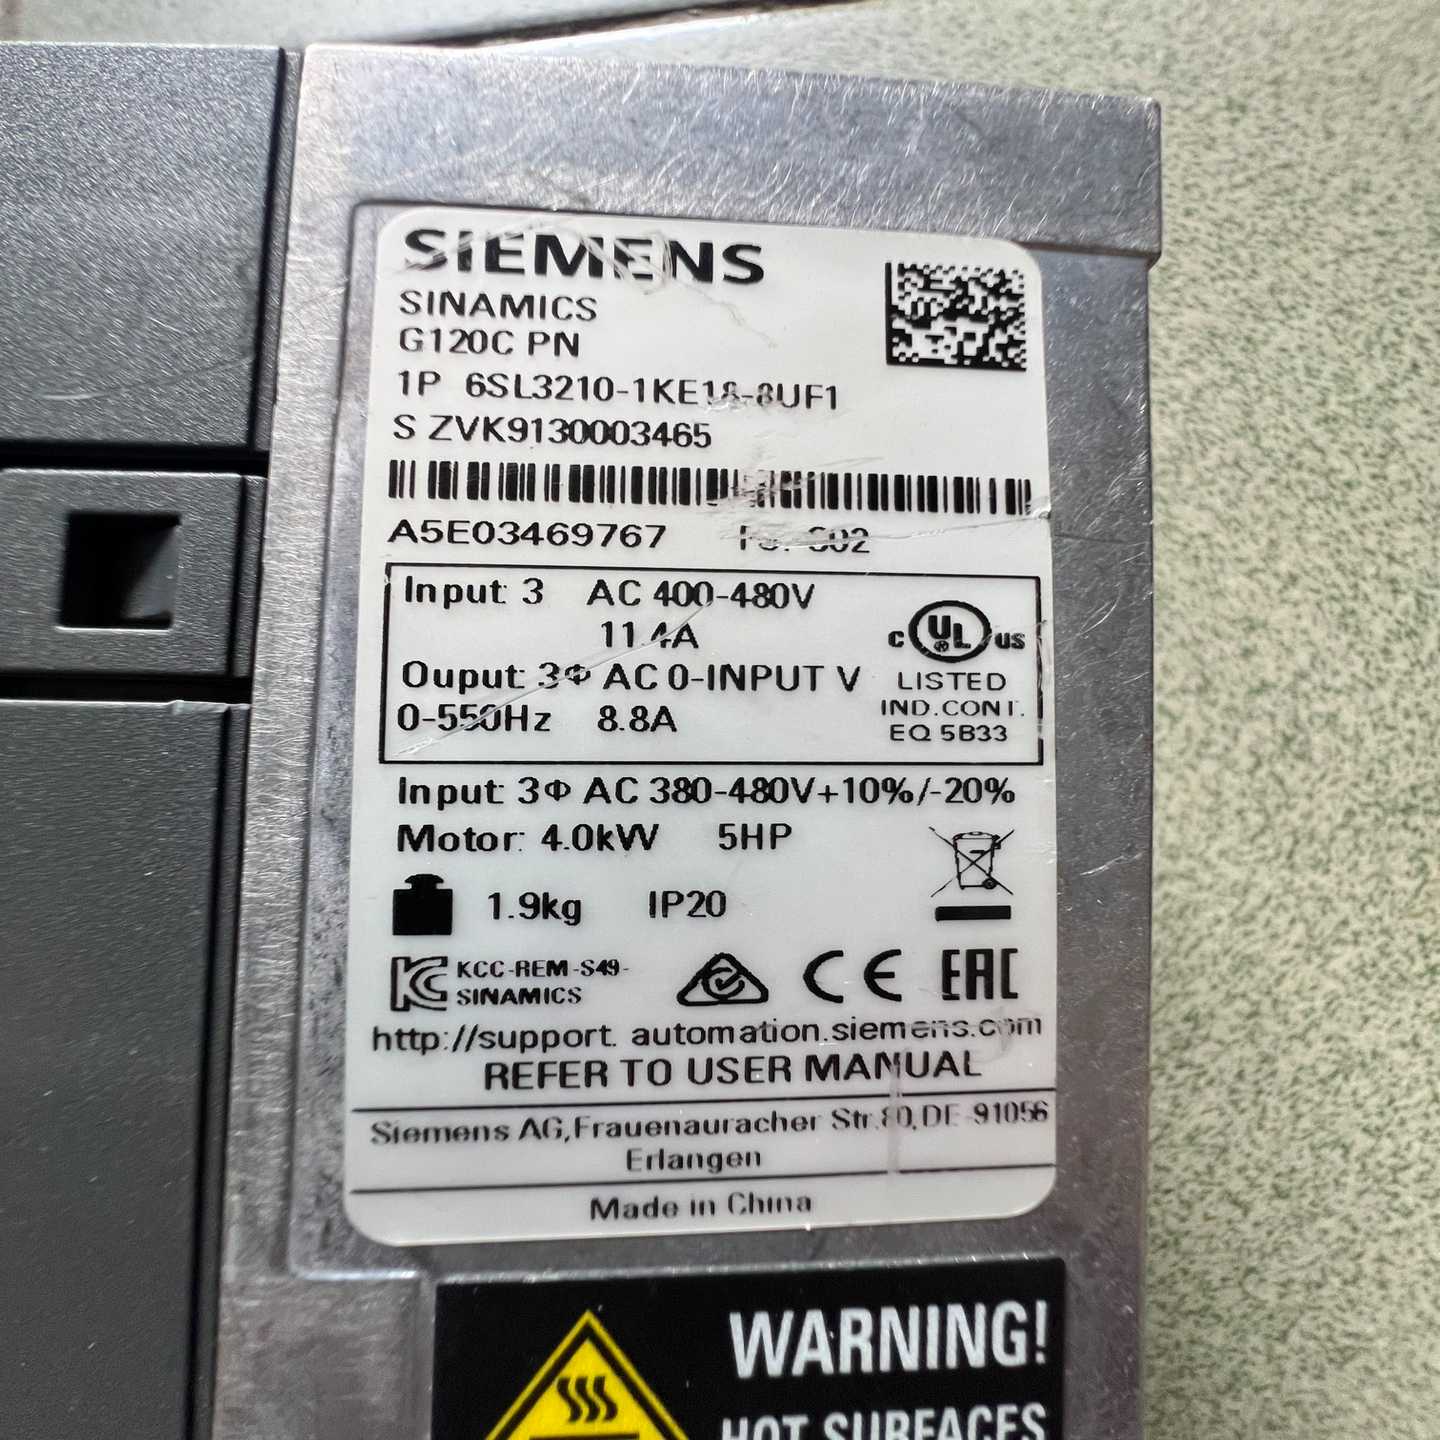 SIEMENS
SINAMICS
G120C PN
1P 6SL3210-1KE18-8UF1
S ZVK9130003465
A5E03469767
Input: 3 AC 400-480V
11.4A
Ouput: 3Φ AC 0-INPUT V
0-550Hz 8.8A
c UL ® us
LISTED
IND.CONT.
EQ 5B33
Input: 3Φ AC 380-480V+10%/-20%
Motor: 4.0kW 5HP
1.9kg IP20
KC KCC-REM-S49-
SINAMICS
CE EAC
http://support. automation.siemens.com
REFER TO USER MANUAL
Siemens AG,Frauenauracher Str.80,DE-91056
Erlangen
Made in China
WARNING!
HOT SURFACES